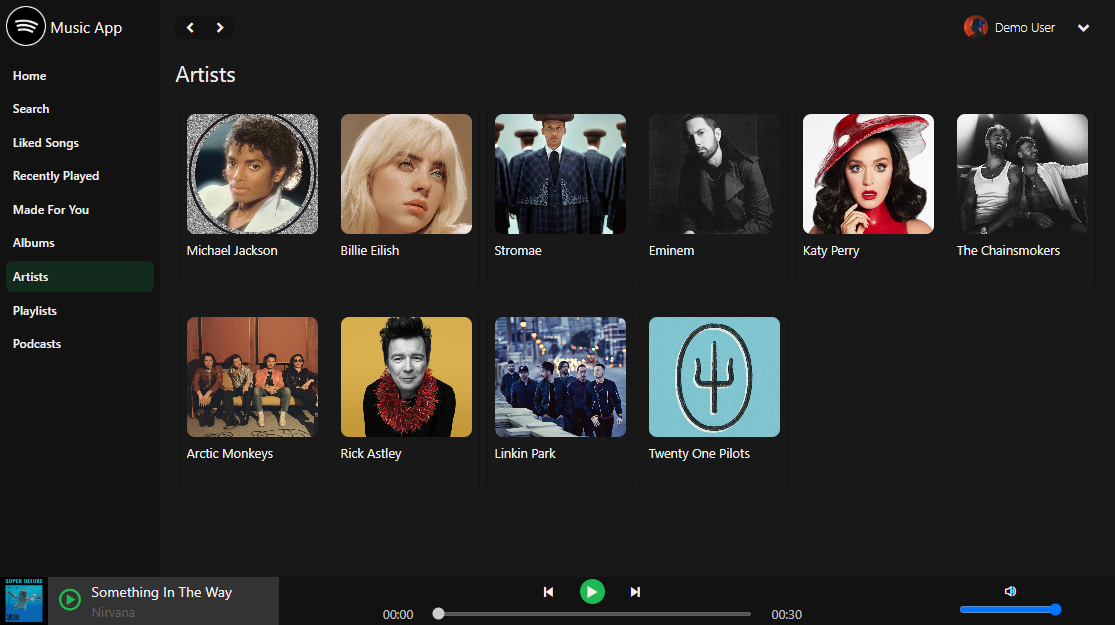 Music App
Demo User
Home
Search
Liked Songs
Recently Played
Made For You
Albums
Artists
Playlists
Podcasts
Artists
Michael Jackson
Billie Eilish
Stromae
Eminem
Katy Perry
The Chainsmokers
Arctic Monkeys
Rick Astley
Linkin Park
Twenty One Pilots
SUPER DELUXE
Something In The Way
Nirvana
00:00
00:30